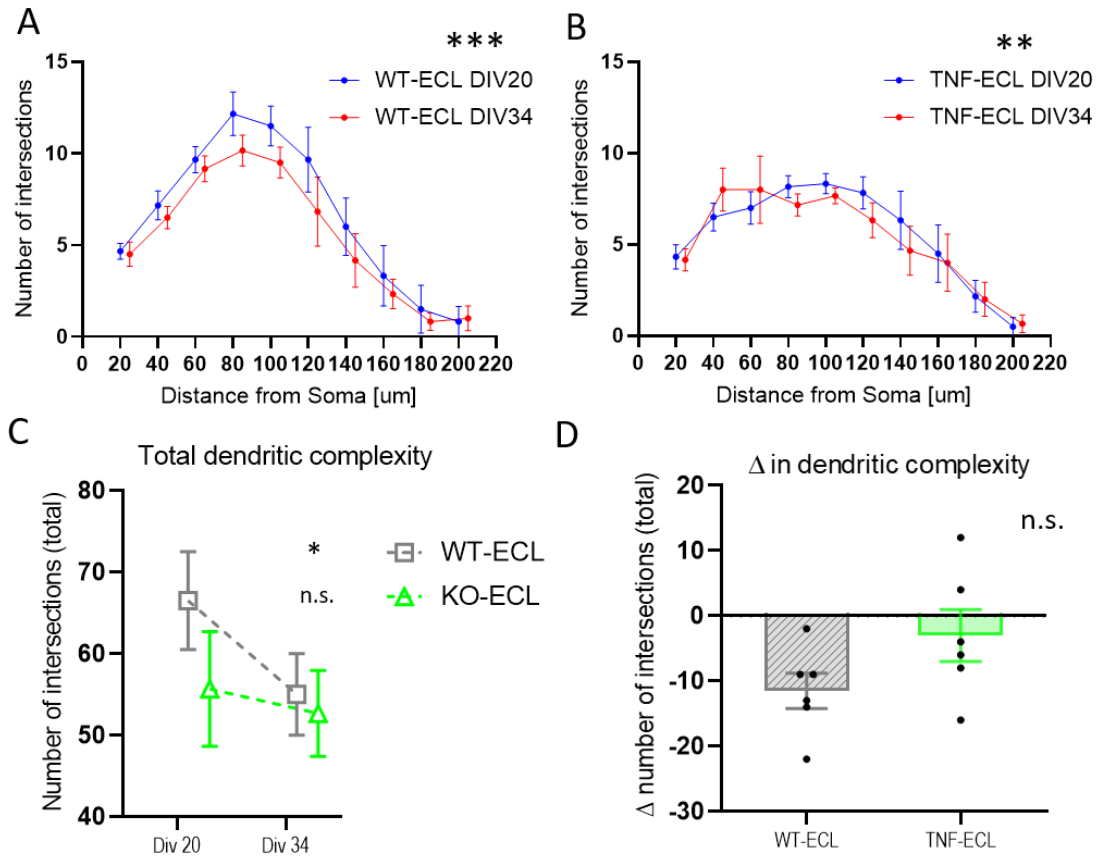 A
***
15
10
5
0
Number of intersections
WT-ECL DIV20
WT-ECL DIV34
20 40 60 80 100 120 140 160 180 200 220
Distance from Soma [um]
B
**
15
10
5
0
Number of intersections
TNF-ECL DIV20
TNF-ECL DIV34
20 40 60 80 100 120 140 160 180 200 220
Distance from Soma [um]
C
Total dendritic complexity
80
70
60
50
40
Number of intersections (total)
*
n.s.
WT-ECL
KO-ECL
Div 20 Div 34
D
Δ in dendritic complexity
20
10
0
-10
-20
-30
Δ number of intersections (total)
n.s.
WT-ECL TNF-ECL